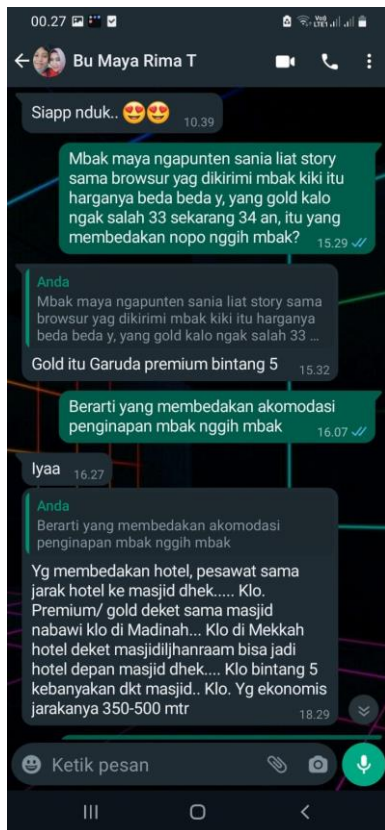 00.27
Bu Maya Rima T
Siapp nduk.. 😍😍
10.39
Mbak maya ngapunten sania liat story
sama browsur yag dikirimi mbak kiki itu
harganya beda beda y, yang gold kalo
ngak salah 33 sekarang 34 an, itu yang
membedakan nopo nggih mbak?
15.29
Anda
Mbak maya ngapunten sania liat story sama
browsur yag dikirimi mbak kiki itu harganya
beda beda y, yang gold kalo ngak salah 33 ...
Gold itu Garuda premium bintang 5
15.32
Berarti yang membedakan akomodasi
penginapan mbak nggih mbak
16.07
Iyaa
16.27
Anda
Berarti yang membedakan akomodasi
penginapan mbak nggih mbak
Yg membedakan hotel, pesawat sama
jarak hotel ke masjid dhek..... Klo.
Premium/ gold deket sama masjid
nabawi klo di Madinah... Klo di Mekkah
hotel deket masjidiljhanraam bisa jadi
hotel depan masjid dhek.... Klo bintang 5
kebanyakan dkt masjid.. Klo. Yg ekonomis
jarakanya 350-500 mtr
18.29
Ketik pesan